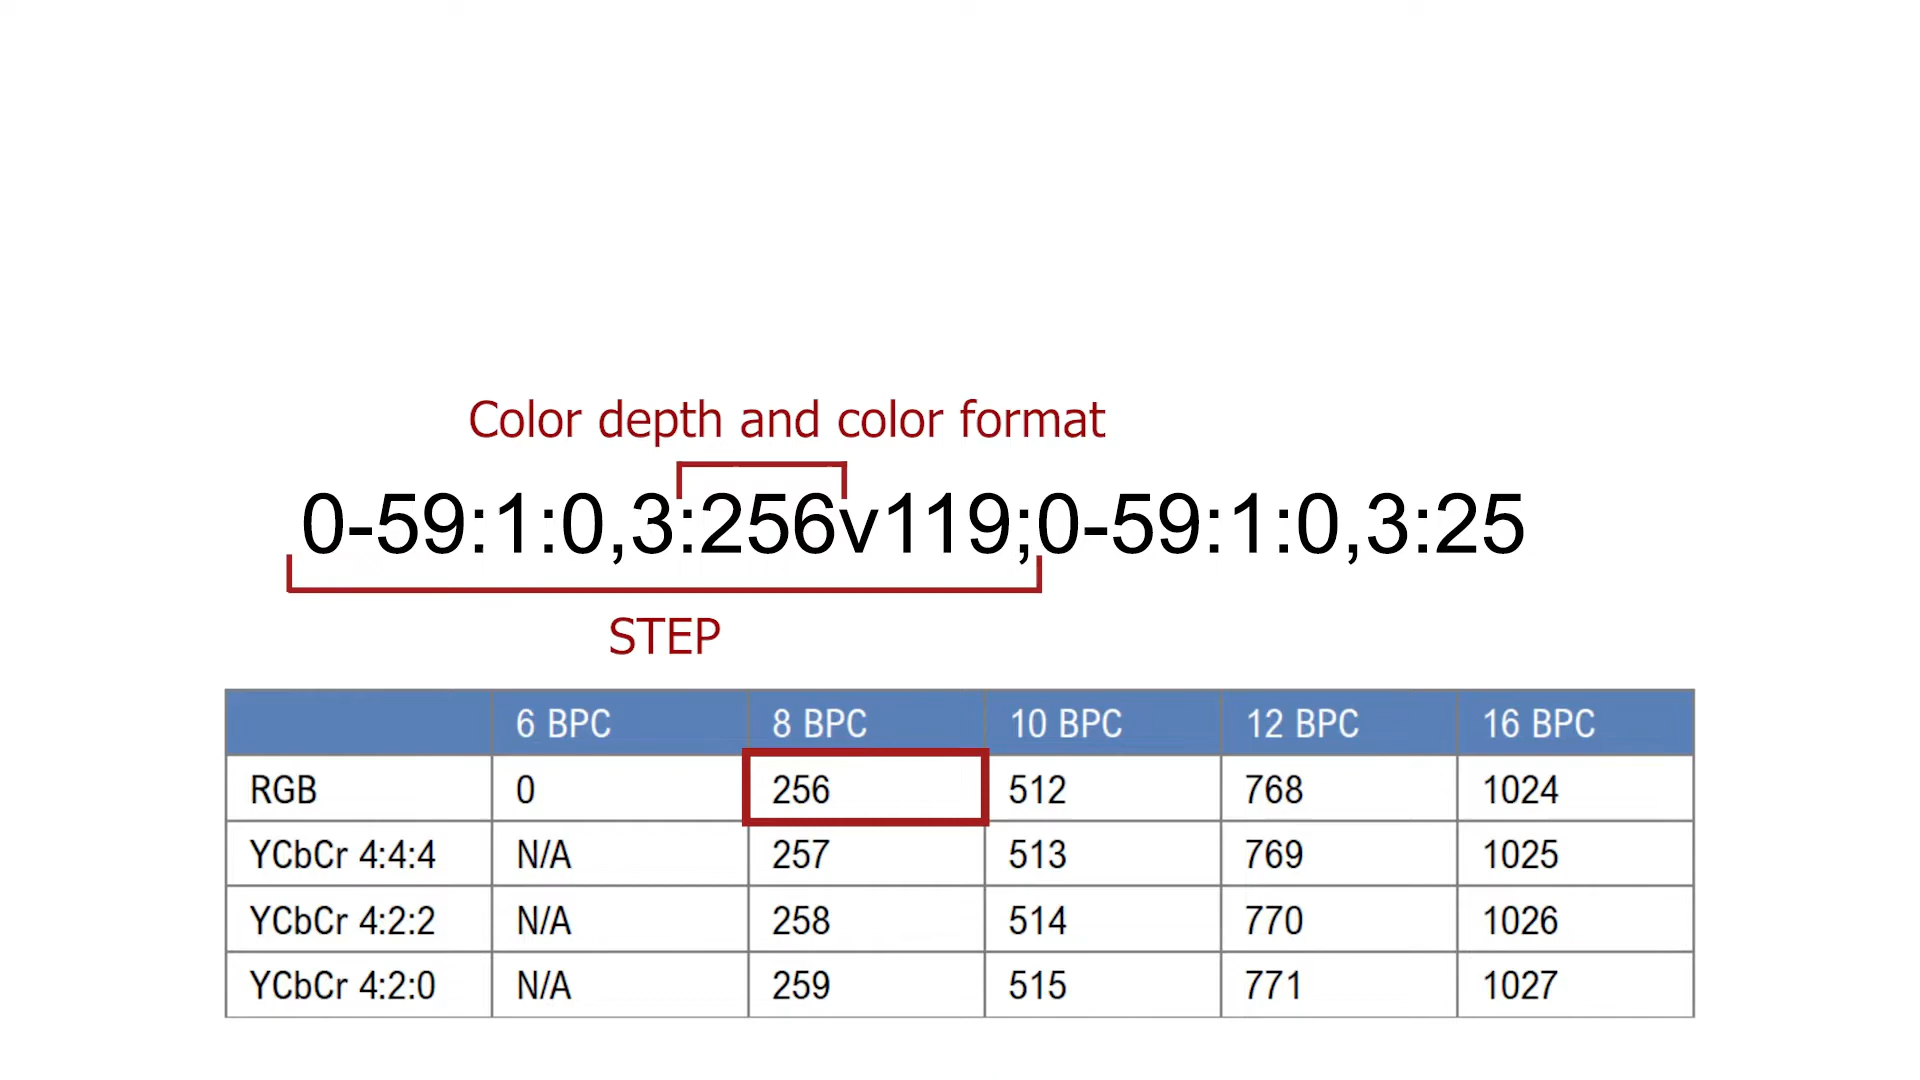 Color depth and color format
0-59:1:0,3:256v119;0-59:1:0,3:25
STEP
6 BPC 8 BPC 10 BPC 12 BPC 16 BPC
RGB 0 256 512 768 1024
YCbCr 4:4:4 N/A 257 513 769 1025
YCbCr 4:2:2 N/A 258 514 770 1026
YCbCr 4:2:0 N/A 259 515 771 1027